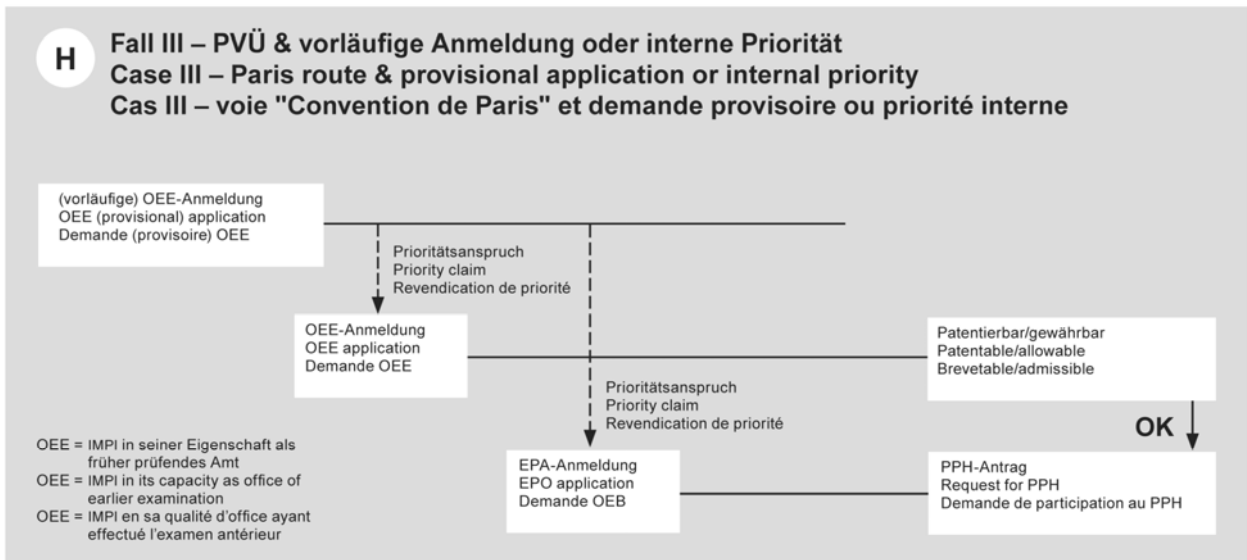 H
Fall III – PVÜ & vorläufige Anmeldung oder interne Priorität
Case III – Paris route & provisional application or internal priority
Cas III – voie "Convention de Paris" et demande provisoire ou priorité interne
(vorläufige) OEE-Anmeldung
OEE (provisional) application
Demande (provisoire) OEE
Prioritätsanspruch
Priority claim
Revendication de priorité
OEE-Anmeldung
OEE application
Demande OEE
Patentierbar/gewährbar
Patentable/allowable
Brevetable/admissible
Prioritätsanspruch
Priority claim
Revendication de priorité
OK
OEE = IMPI in seiner Eigenschaft als
früher prüfendes Amt
OEE = IMPI in its capacity as office of
earlier examination
OEE = IMPI en sa qualité d'office ayant
effectué l'examen antérieur
EPA-Anmeldung
EPO application
Demande OEB
PPH-Antrag
Request for PPH
Demande de participation au PPH